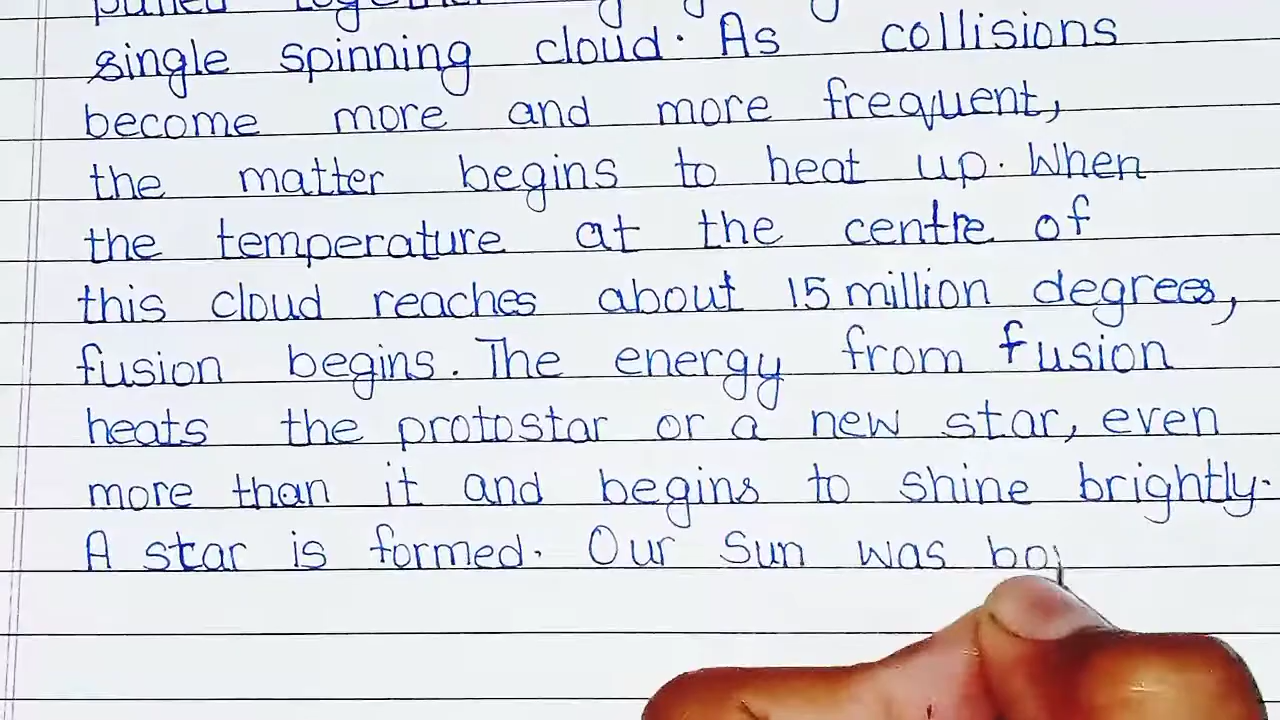 pulled together
single spinning cloud. As collisions
become more and more frequent,
the matter begins to heat up. When
the temperature at the centre of
this cloud reaches about 15 million degrees,
fusion begins. The energy from fusion
heats the protostar or a new star, even
more than it and begins to shine brightly.
A star is formed. Our Sun was bo